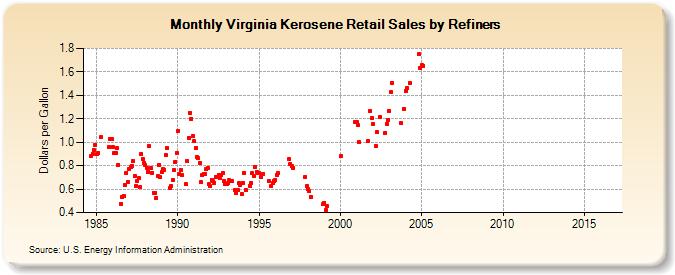 Monthly Virginia Kerosene Retail Sales by Refiners
Dollars per Gallon
1.8
1.6
1.4
1.2
1.0
0.8
0.6
0.4
1985 1990 1995 2000 2005 2010 2015
Source: U.S. Energy Information Administration